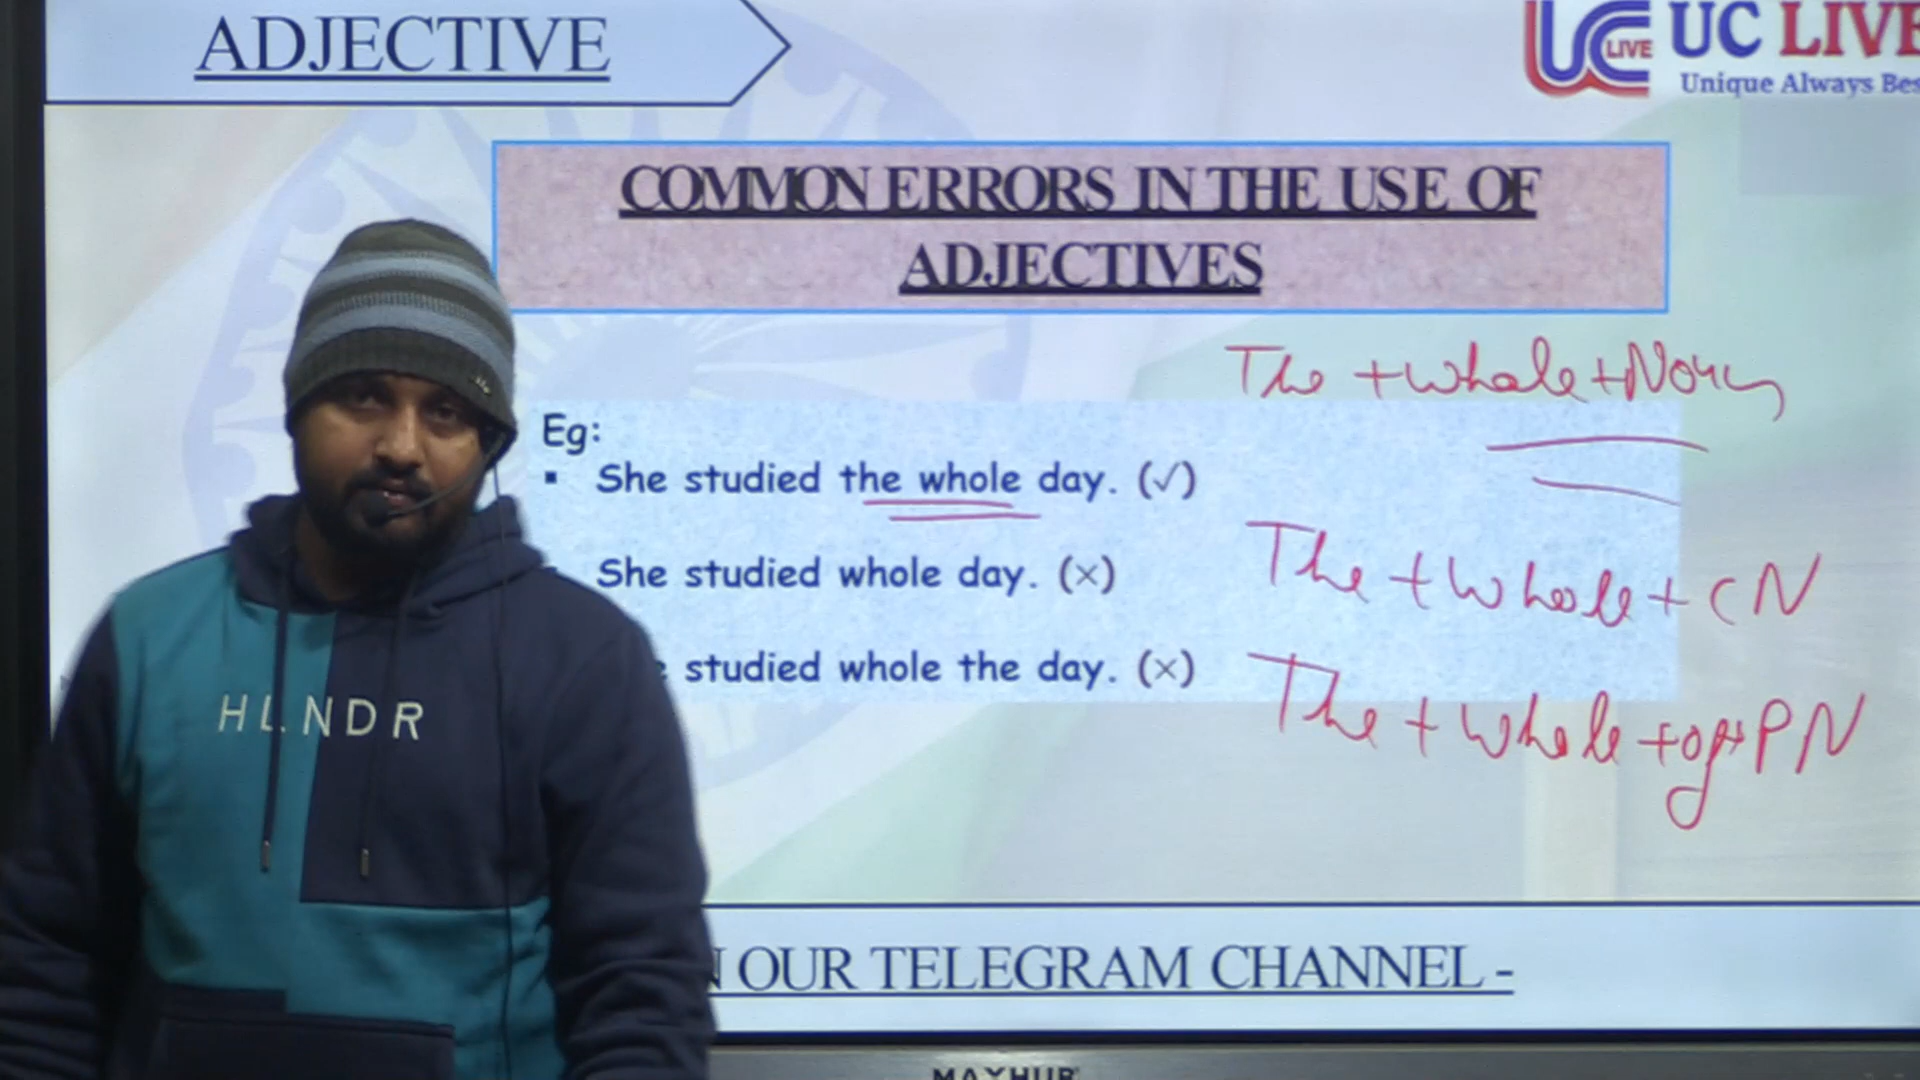 ADJECTIVE
UC LIVE
LIVE
Unique Always Bes
COMMON ERRORS IN THE USE OF
ADJECTIVES
The + whole + Noun
Eg:
▪ She studied the whole day. (✓)
She studied whole day. (×)
The + whole + CN
studied whole the day. (×)
The + whole + of + PN
HLNDR
N OUR TELEGRAM CHANNEL -
MAXHUB